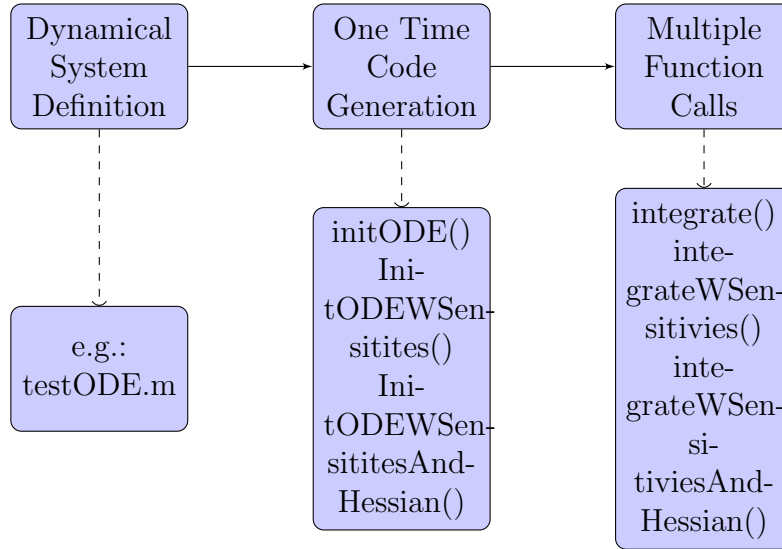 Dynamical
System
Definition
One Time
Code
Generation
Multiple
Function
Calls
e.g.:
testODE.m
initODE()
Ini-
tODEWSen-
sitites()
Ini-
tODEWSen-
sititesAnd-
Hessian()
integrate()
inte-
grateWSen-
sitivies()
inte-
grateWSen-
si-
tiviesAnd-
Hessian()